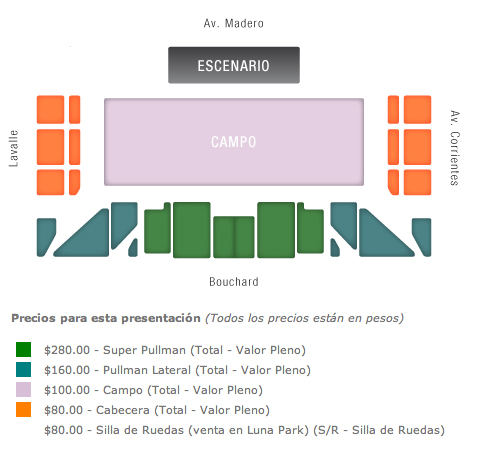 Av. Madero
ESCENARIO
Lavalle
CAMPO
Av. Corrientes
Bouchard
Precios para esta presentación (Todos los precios están en pesos)
$280.00 - Super Pullman (Total - Valor Pleno)
$160.00 - Pullman Lateral (Total - Valor Pleno)
$100.00 - Campo (Total - Valor Pleno)
$80.00 - Cabecera (Total - Valor Pleno)
$80.00 - Silla de Ruedas (venta en Luna Park) (S/R - Silla de Ruedas)